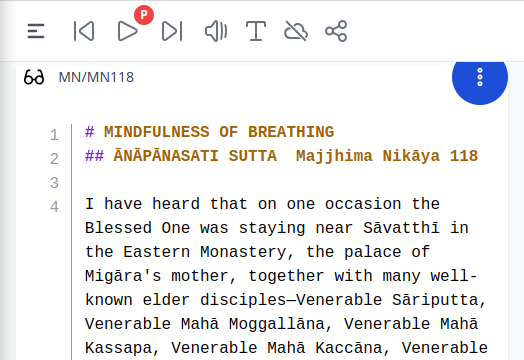 P
MN/MN118
1 # MINDFULNESS OF BREATHING
2 ## ĀNĀPĀNASATI SUTTA  Majjhima Nikāya 118
3
4 I have heard that on one occasion the
Blessed One was staying near Sāvatthī in
the Eastern Monastery, the palace of
Migāra's mother, together with many well-
known elder disciples—Venerable Sāriputta,
Venerable Mahā Moggallāna, Venerable Mahā
Kassapa, Venerable Mahā Kaccāna, Venerable